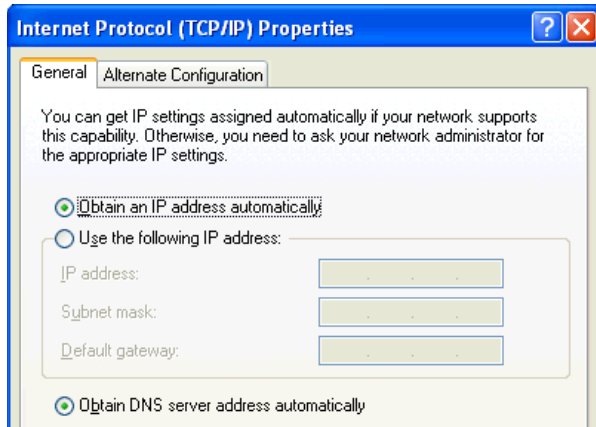 Internet Protocol (TCP/IP) Properties
General
Alternate Configuration
You can get IP settings assigned automatically if your network supports
this capability. Otherwise, you need to ask your network administrator for
the appropriate IP settings.
Obtain an IP address automatically
Use the following IP address:
IP address:
Subnet mask:
Default gateway:
Obtain DNS server address automatically